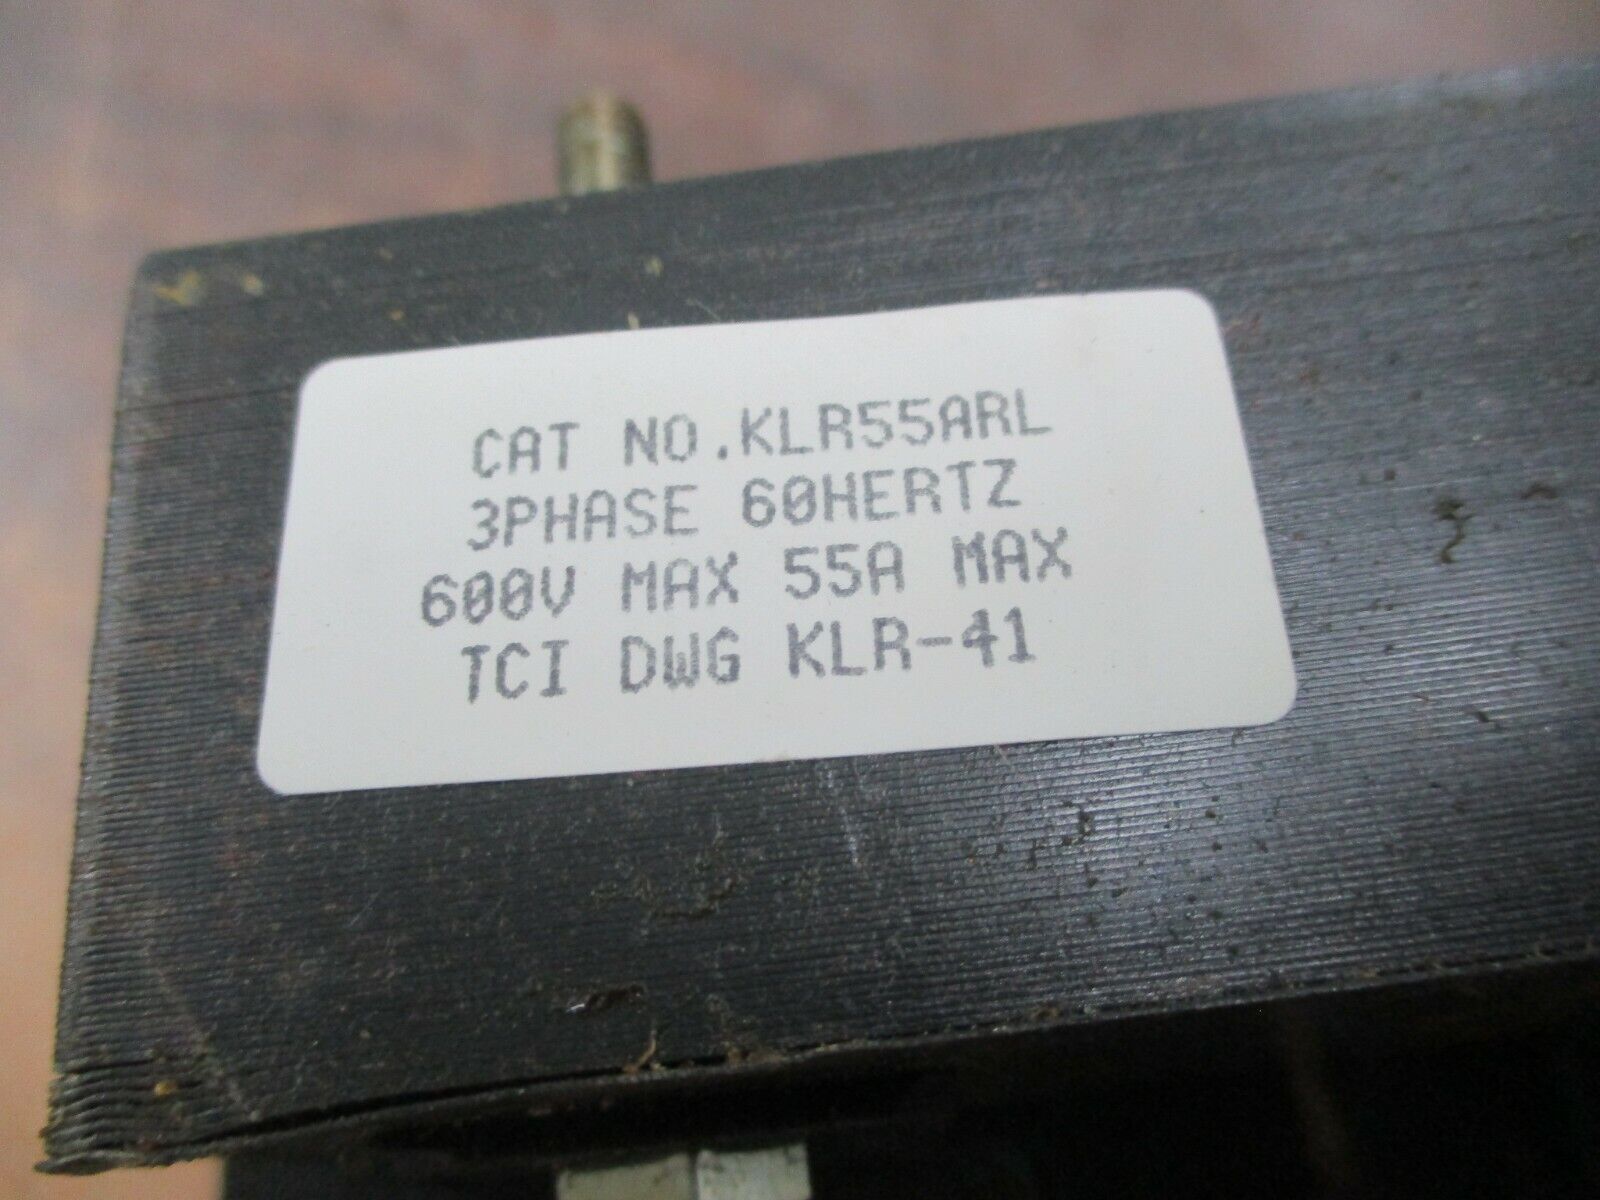 CAT NO.KLR55ARL
3PHASE 60HERTZ
600V MAX 55A MAX
TCI DWG KLR-41